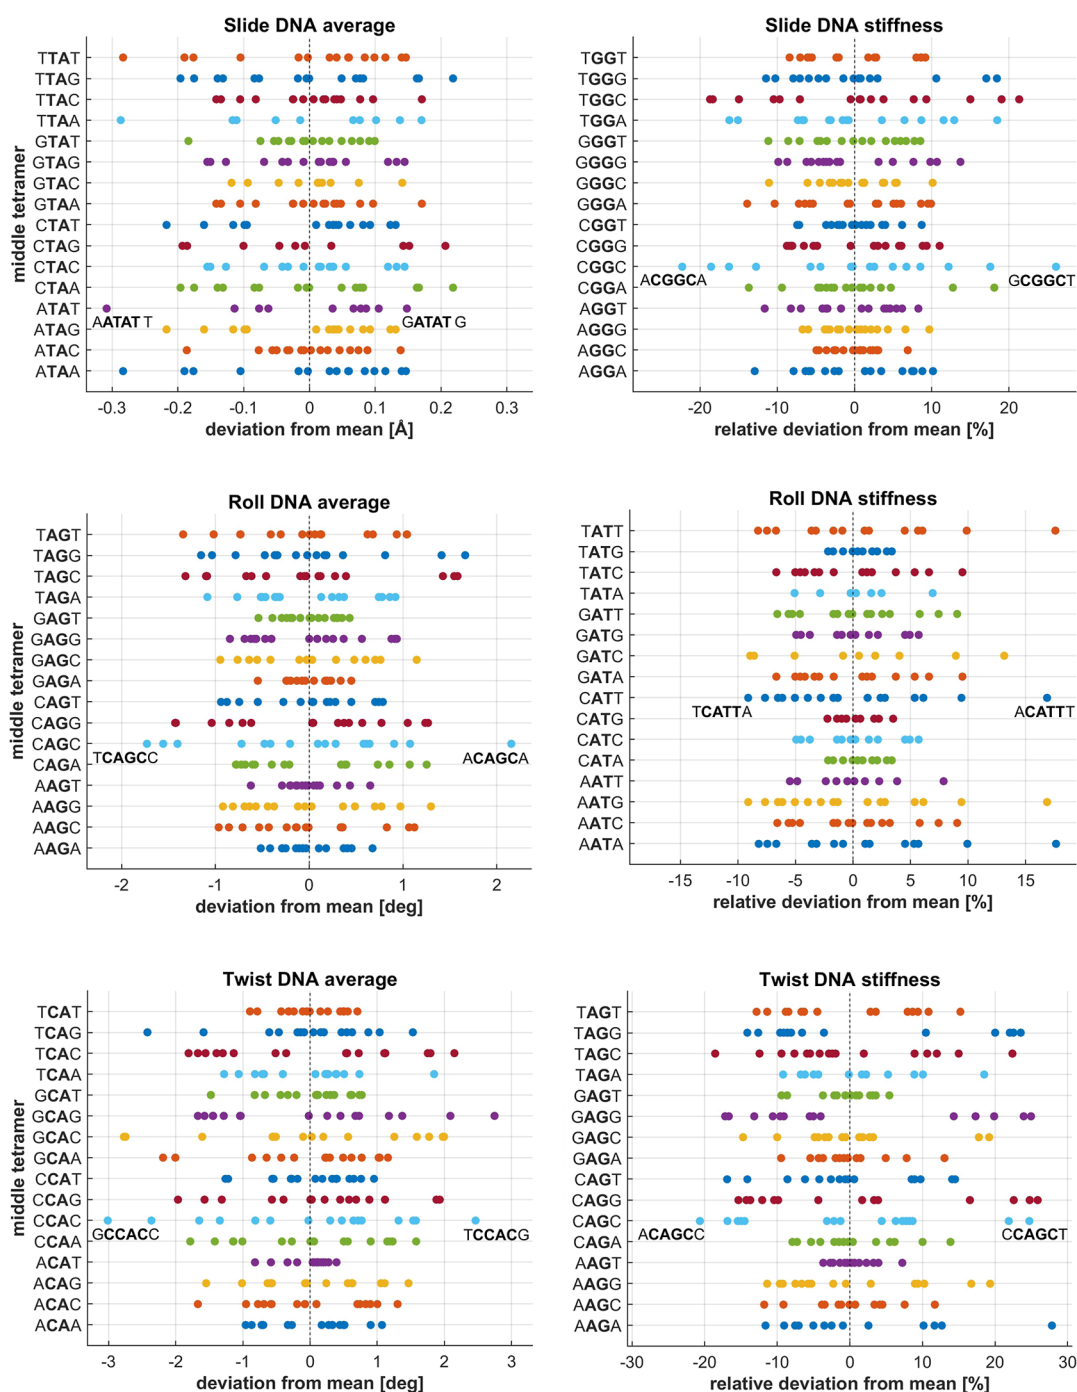 Slide DNA average
middle tetramer
TTAT
TTAG
TTAC
TTAA
GTAT
GTAG
GTAC
GTAA
CTAT
CTAG
CTAC
CTAA
ATAT
ATAG
ATAC
ATAA
AATATT
GATATG
-0.3 -0.2 -0.1 0 0.1 0.2 0.3
deviation from mean [Å]
Slide DNA stiffness
TGGT
TGGG
TGGC
TGGA
GGGT
GGGG
GGGC
GGGA
CGGT
CGGG
CGGC
CGGA
AGGT
AGGG
AGGC
AGGA
ACGGCA
GCGGCT
-20 -10 0 10 20
relative deviation from mean [%]
Roll DNA average
middle tetramer
TAGT
TAGG
TAGC
TAGA
GAGT
GAGG
GAGC
GAGA
CAGT
CAGG
CAGC
CAGA
AAGT
AAGG
AAGC
AAGA
TCAGCC
ACAGCA
-2 -1 0 1 2
deviation from mean [deg]
Roll DNA stiffness
TATT
TATG
TATC
TATA
GATT
GATG
GATC
GATA
CATT
CATG
CATC
CATA
AATT
AATG
AATC
AATA
TCATTA
ACATTT
-15 -10 -5 0 5 10 15
relative deviation from mean [%]
Twist DNA average
middle tetramer
TCAT
TCAG
TCAC
TCAA
GCAT
GCAG
GCAC
GCAA
CCAT
CCAG
CCAC
CCAA
ACAT
ACAG
ACAC
ACAA
GCCACC
TCCACG
-3 -2 -1 0 1 2 3
deviation from mean [deg]
Twist DNA stiffness
TAGT
TAGG
TAGC
TAGA
GAGT
GAGG
GAGC
GAGA
CAGT
CAGG
CAGC
CAGA
AAGT
AAGG
AAGC
AAGA
ACAGCC
CCAGCT
-30 -20 -10 0 10 20 30
relative deviation from mean [%]